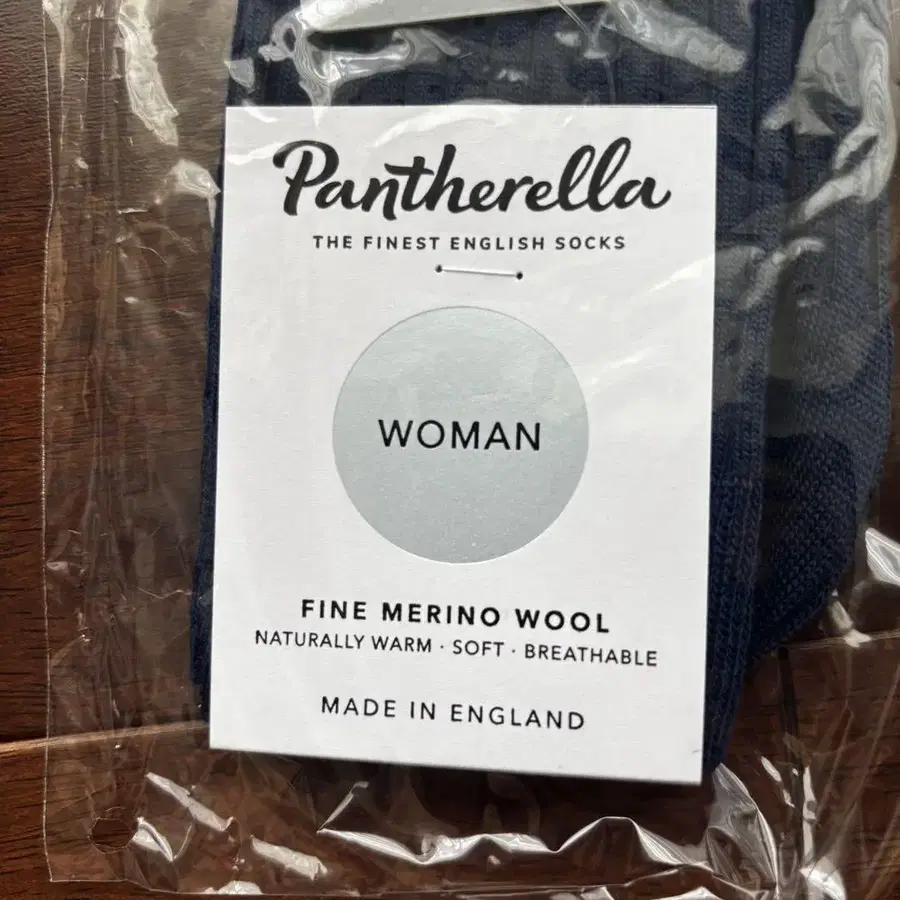 Pantherella
THE FINEST ENGLISH SOCKS
WOMAN
FINE MERINO WOOL
NATURALLY WARM · SOFT · BREATHABLE
MADE IN ENGLAND